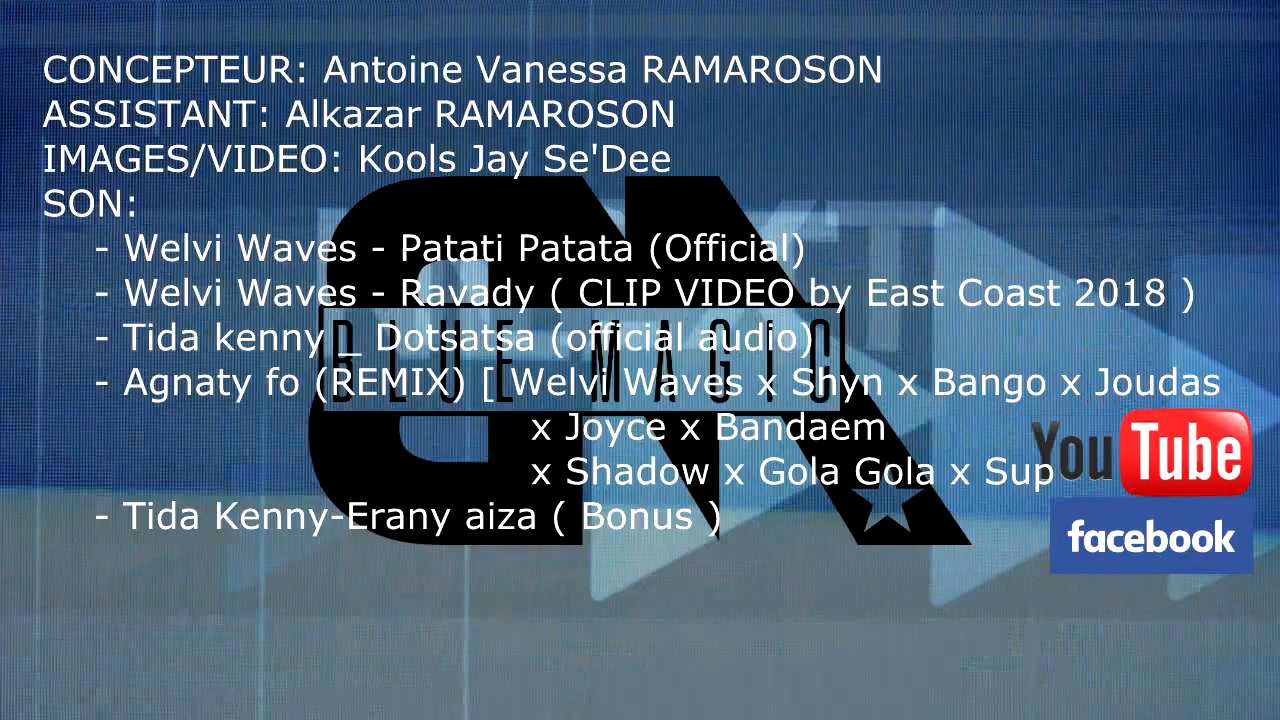 CONCEPTEUR: Antoine Vanessa RAMAROSON
ASSISTANT: Alkazar RAMAROSON
IMAGES/VIDEO: Kools Jay Se'Dee
SON:
- Welvi Waves - Patati Patata (Official)
- Welvi Waves - Ravady ( CLIP VIDEO by East Coast 2018 )
- Tida kenny _ Dotsatsa (official audio)
BLUE MAGIC
- Agnaty fo (REMIX) [ Welvi Waves x Shyn x Bango x Joudas
x Joyce x Bandaem
x Shadow x Gola Gola x Sup
YouTube
- Tida Kenny-Erany aiza ( Bonus )
facebook